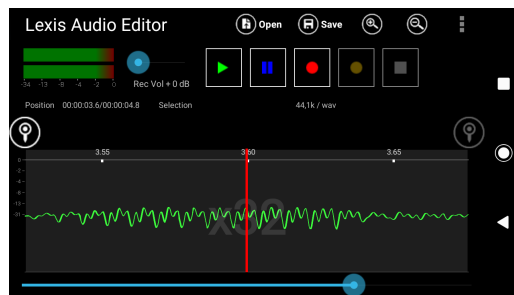 Lexis Audio Editor
Open
Save
-34 -13 -8 -4 -2 0
Rec Vol + 0 dB
Position 00:00:03.6/00:00:04.8 Selection 44,1k / wav
3.55 3.60 3.65
0
-2
-4
-8
-13
-31
x32